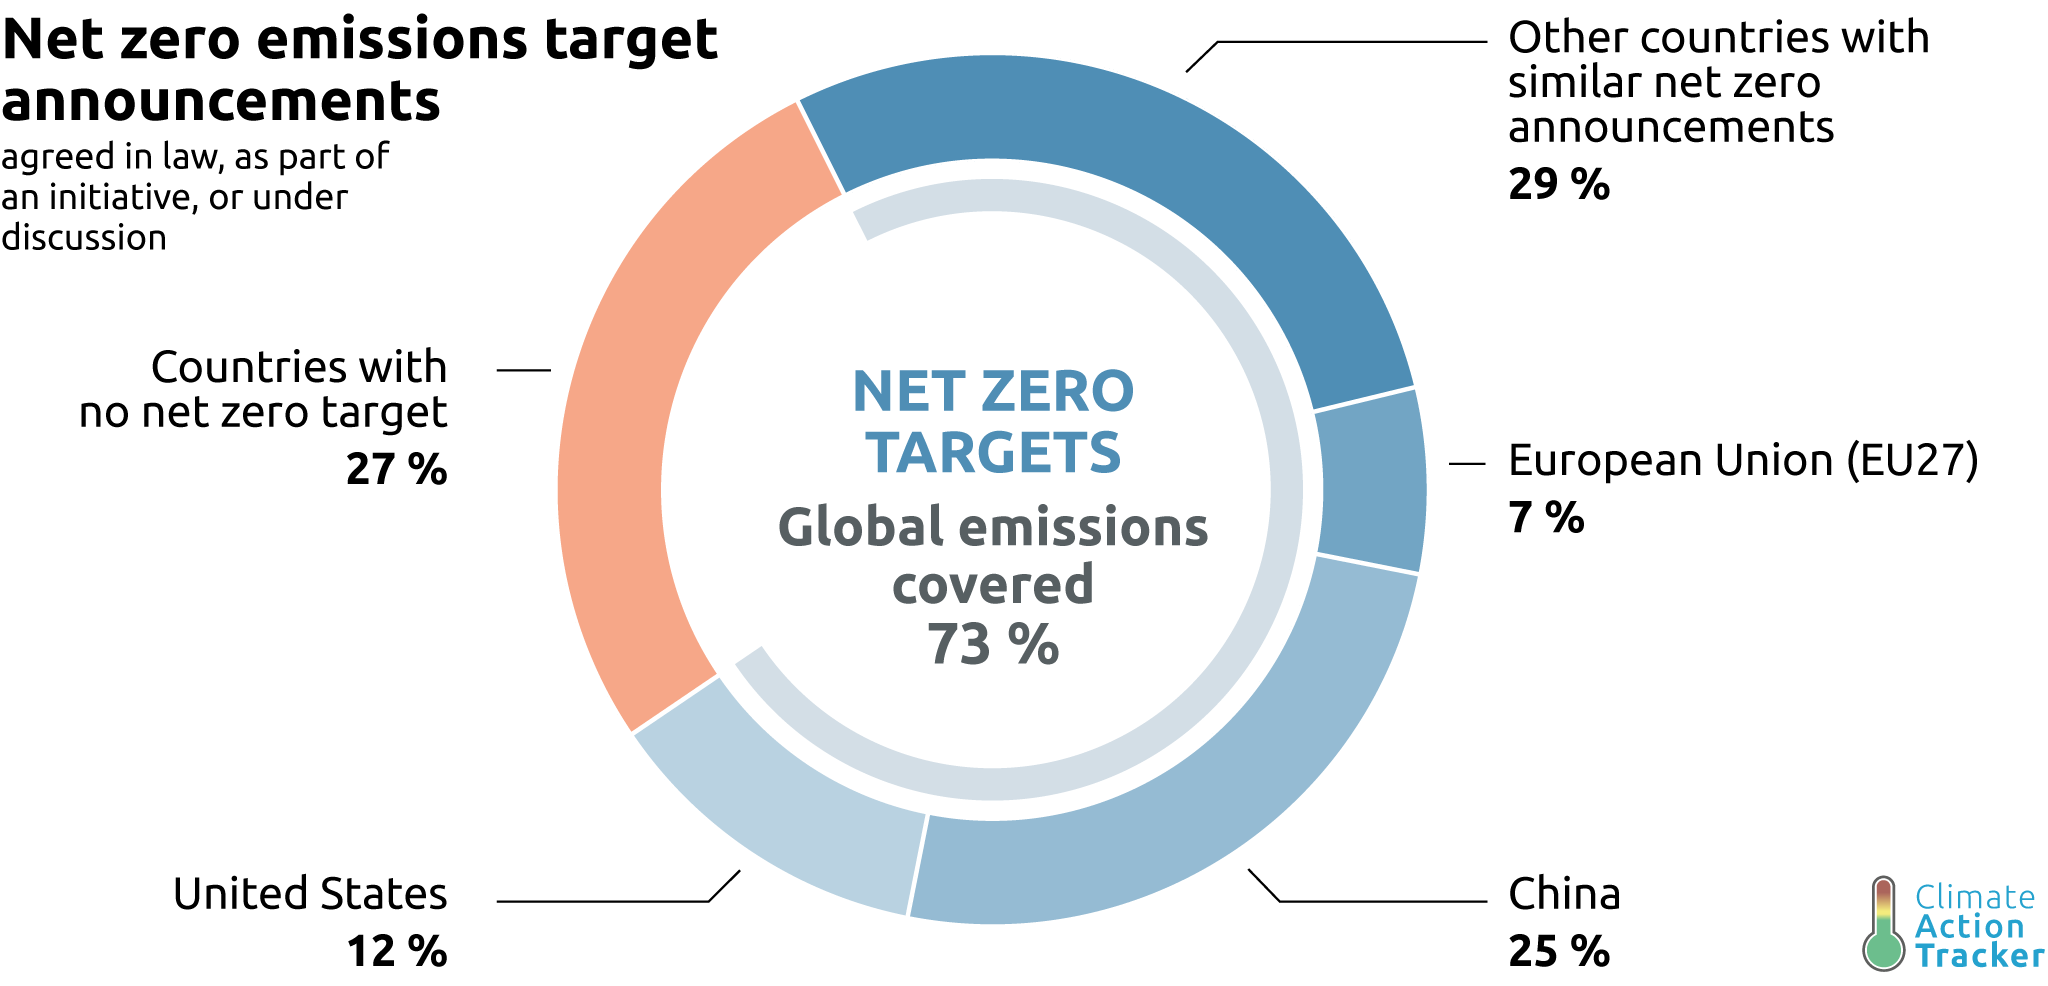 Net zero emissions target
announcements
agreed in law, as part of
an initiative, or under
discussion
Other countries with
similar net zero
announcements
29 %
Countries with
no net zero target
27 %
NET ZERO
TARGETS
Global emissions
covered
73 %
European Union (EU27)
7 %
United States
12 %
China
25 %
Climate
Action
Tracker